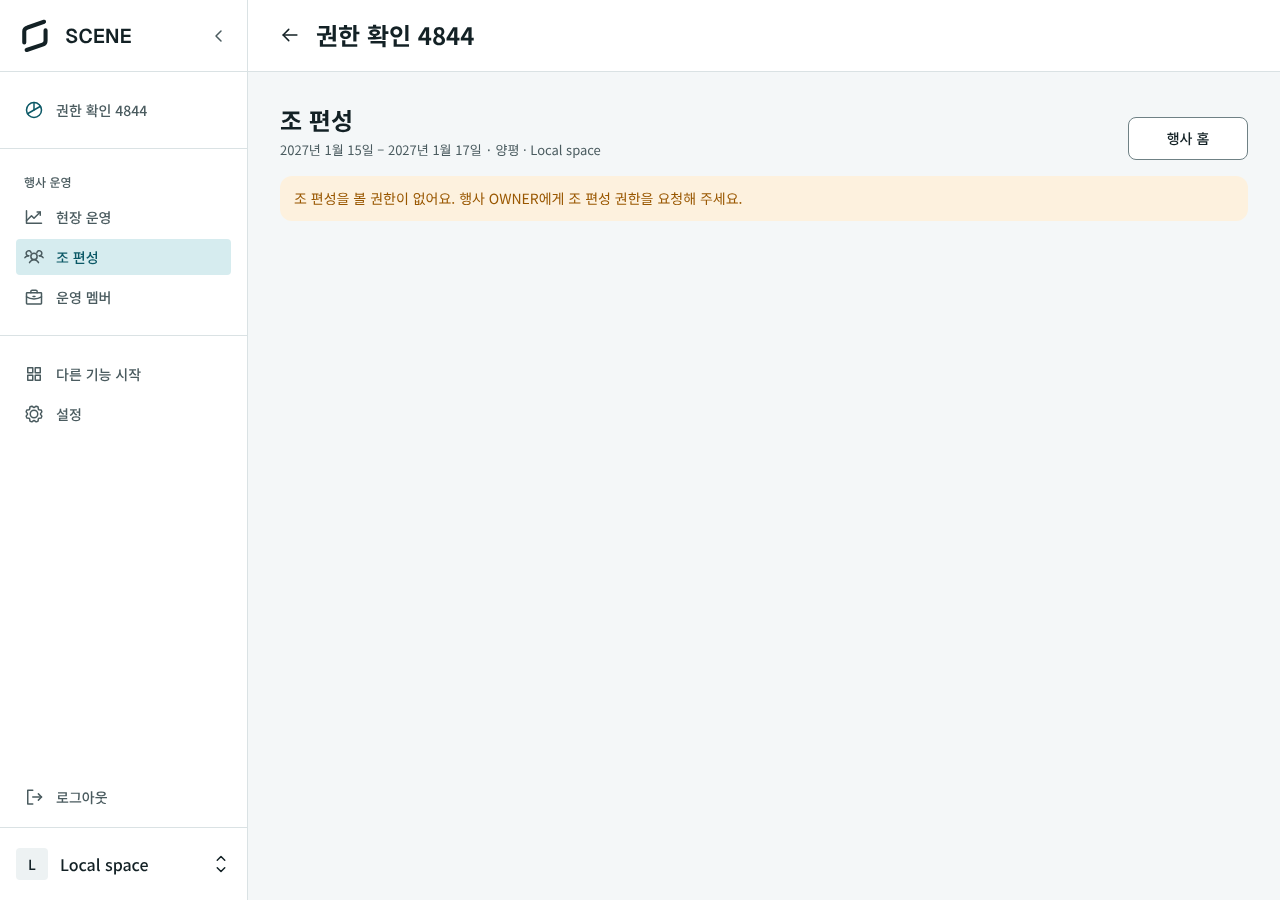 SCENE
권한 확인 4844
권한 확인 4844
행사 운영
현장 운영
조 편성
운영 멤버
다른 기능 시작
설정
로그아웃
L Local space
조 편성
2027년 1월 15일 – 2027년 1월 17일 · 양평 · Local space
행사 홈
조 편성을 볼 권한이 없어요. 행사 OWNER에게 조 편성 권한을 요청해 주세요.